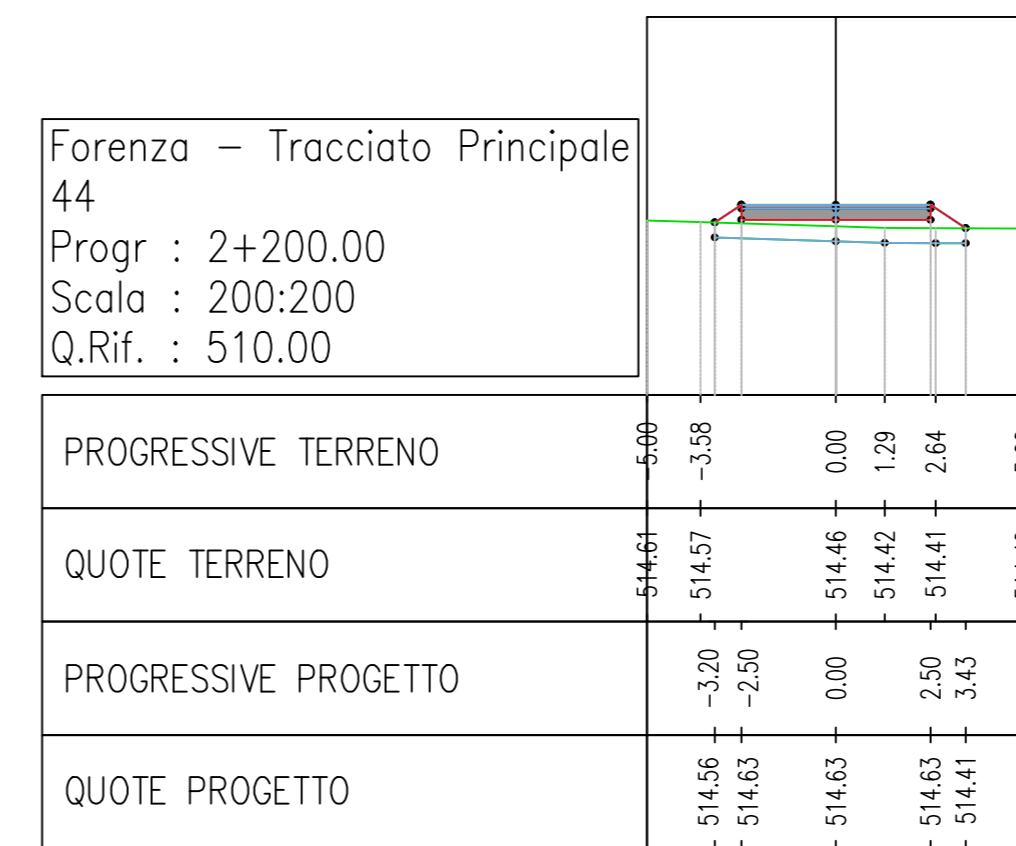 Forenza – Tracciato Principale
44
Progr : 2+200.00
Scala : 200:200
Q.Rif. : 510.00
PROGRESSIVE TERRENO -5.00 -3.58 0.00 1.29 2.64
QUOTE TERRENO 514.61 514.57 514.46 514.42 514.41
PROGRESSIVE PROGETTO -3.20 -2.50 0.00 2.50 3.43
QUOTE PROGETTO 514.56 514.63 514.63 514.63 514.41